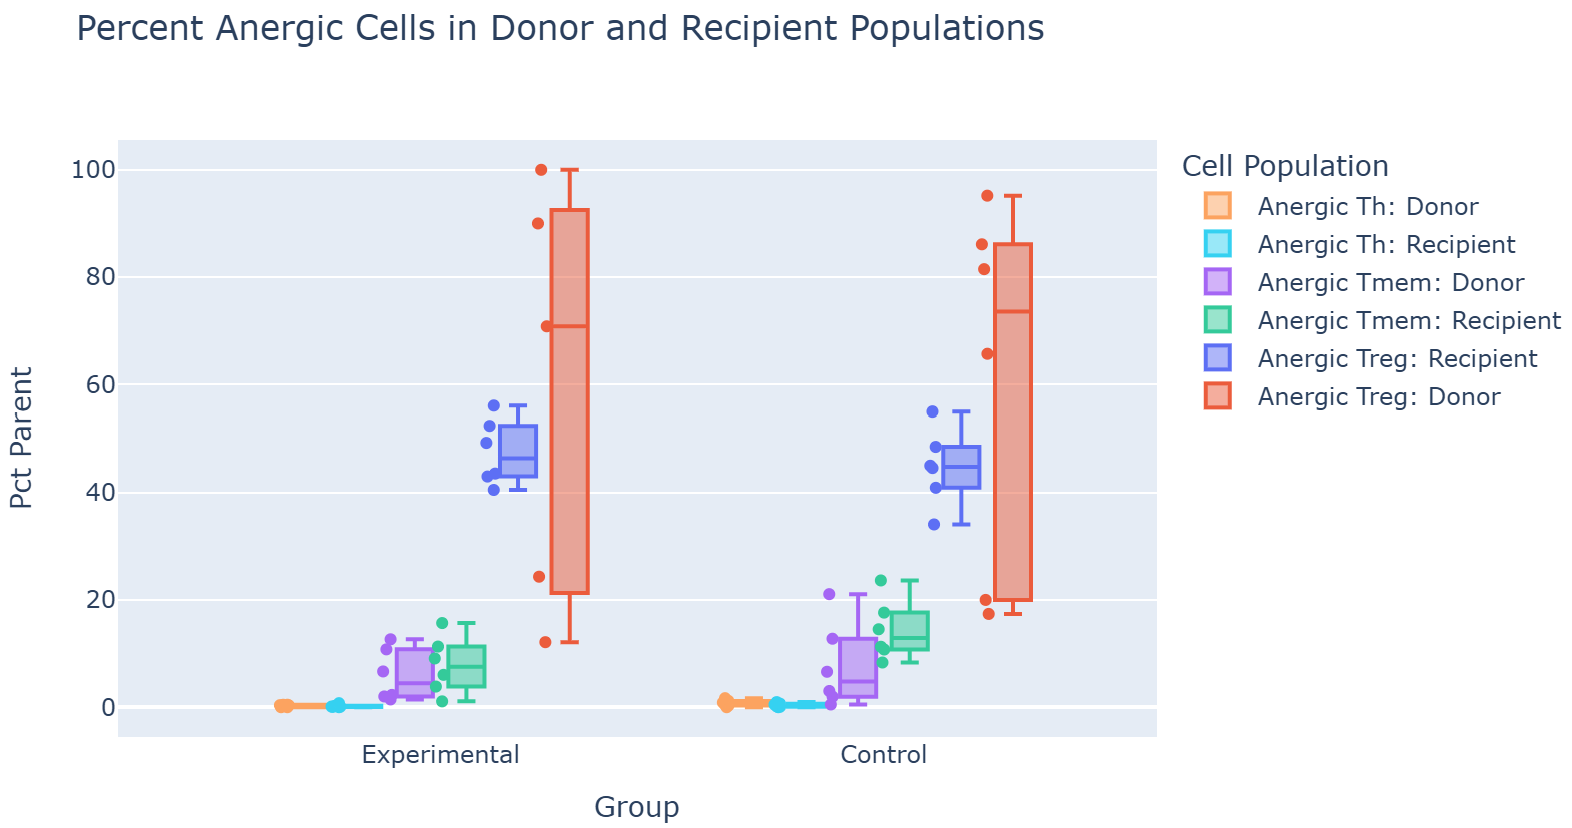 Percent Anergic Cells in Donor and Recipient Populations
100
80
60
40
20
0
Pct Parent
Experimental
Control
Group
Cell Population
Anergic Th: Donor
Anergic Th: Recipient
Anergic Tmem: Donor
Anergic Tmem: Recipient
Anergic Treg: Recipient
Anergic Treg: Donor